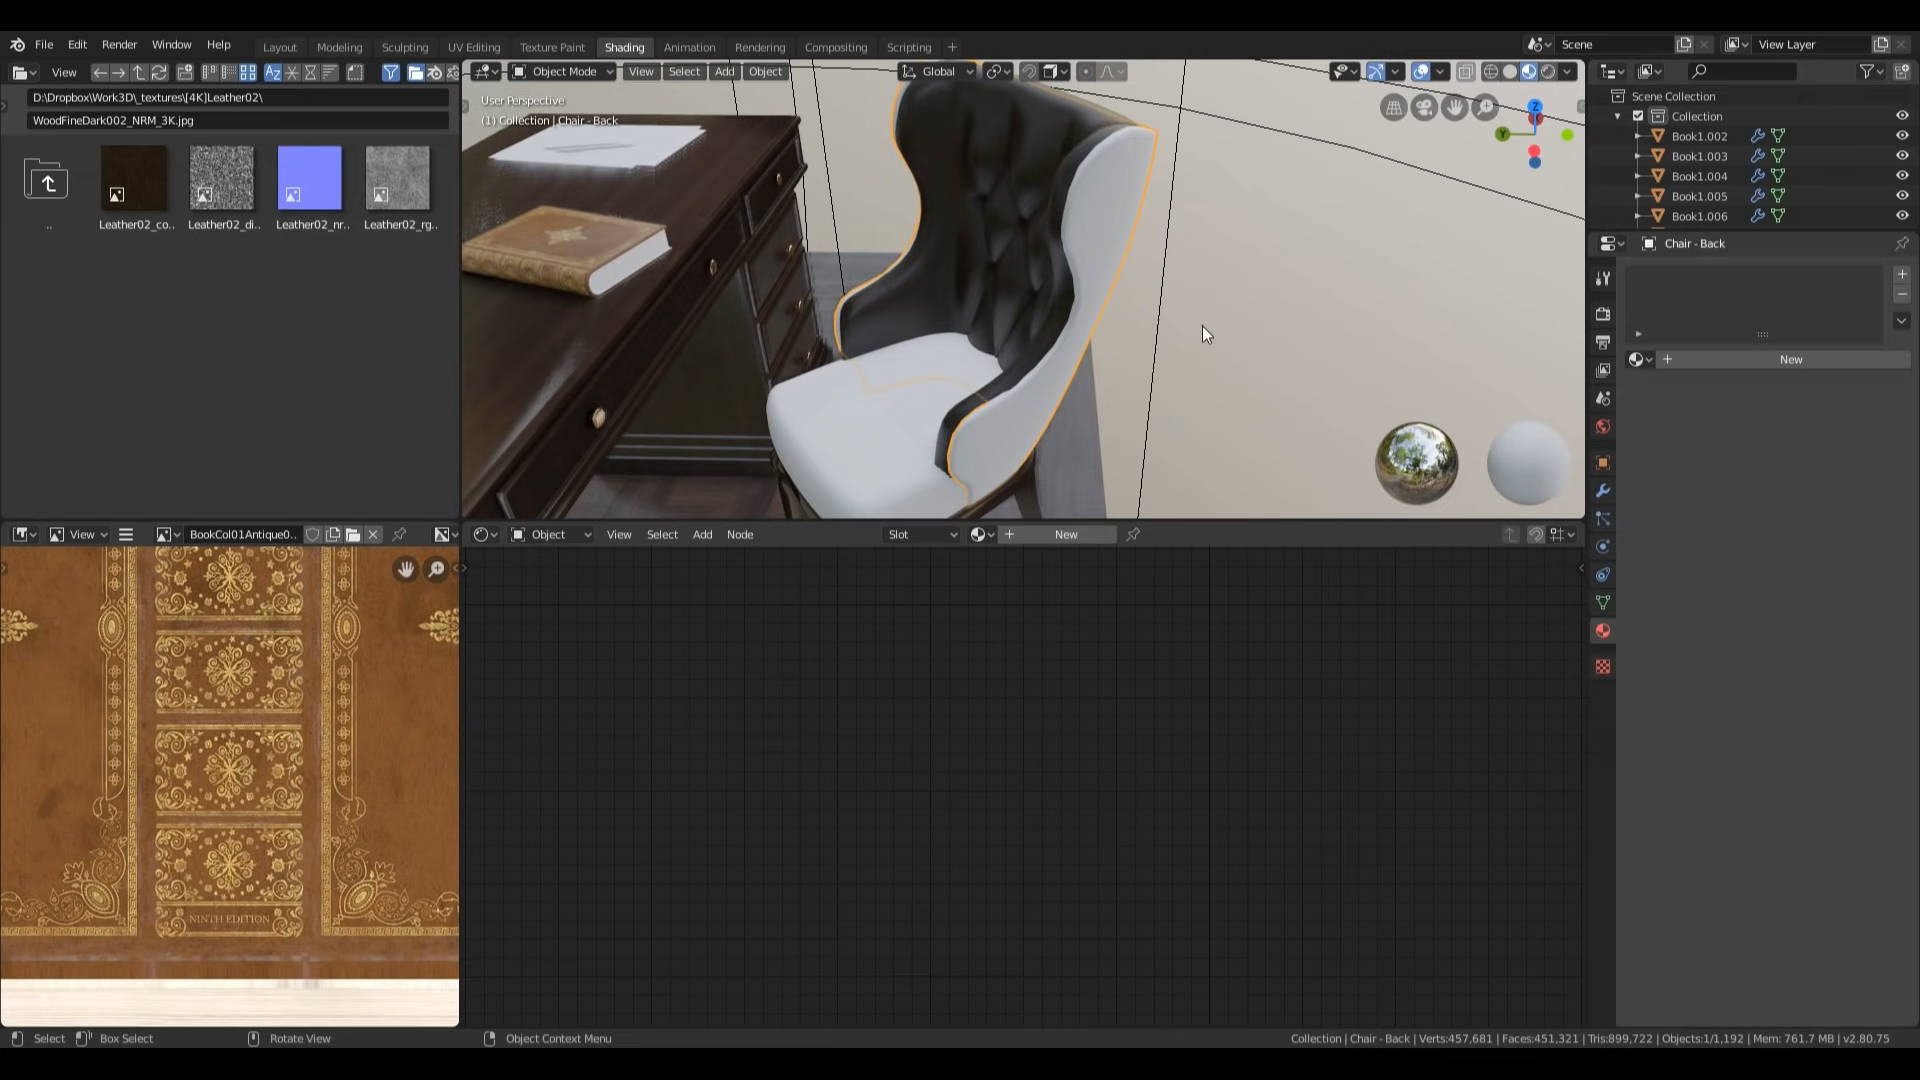 File Edit Render Window Help
Layout Modeling Sculpting UV Editing Texture Paint Shading Animation Rendering Compositing Scripting +
Scene
View Layer
View
Object Mode View Select Add Object
Global
D:\Dropbox\Work3D\_textures\[4K]Leather02\
WoodFineDark002_NRM_3K.jpg
..
Leather02_co..
Leather02_di..
Leather02_nr..
Leather02_rg..
User Perspective
(1) Collection | Chair - Back
Z
Y
Scene Collection
Collection
Book1.002
Book1.003
Book1.004
Book1.005
Book1.006
Chair - Back
New
View
BookCol01Antique0..
Object View Select Add Node
Slot
New
NINTH EDITION
Select
Box Select
Rotate View
Object Context Menu
Collection | Chair - Back | Verts:457,681 | Faces:451,321 | Tris:899,722 | Objects:1/1,192 | Mem: 761.7 MB | v2.80.75